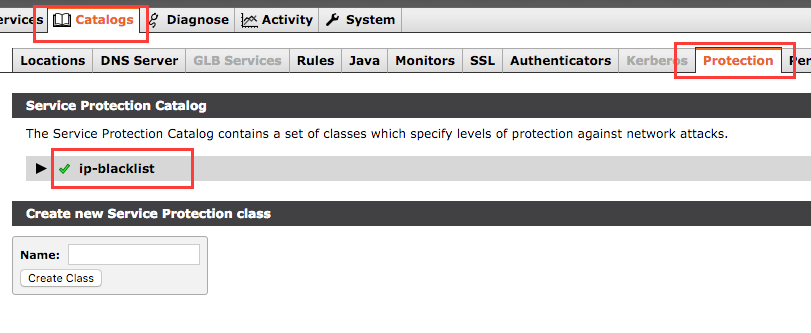 ervices Catalogs Diagnose Activity System
Locations DNS Server GLB Services Rules Java Monitors SSL Authenticators Kerberos Protection Per
Service Protection Catalog
The Service Protection Catalog contains a set of classes which specify levels of protection against network attacks.
ip-blacklist
Create new Service Protection class
Name:
Create Class